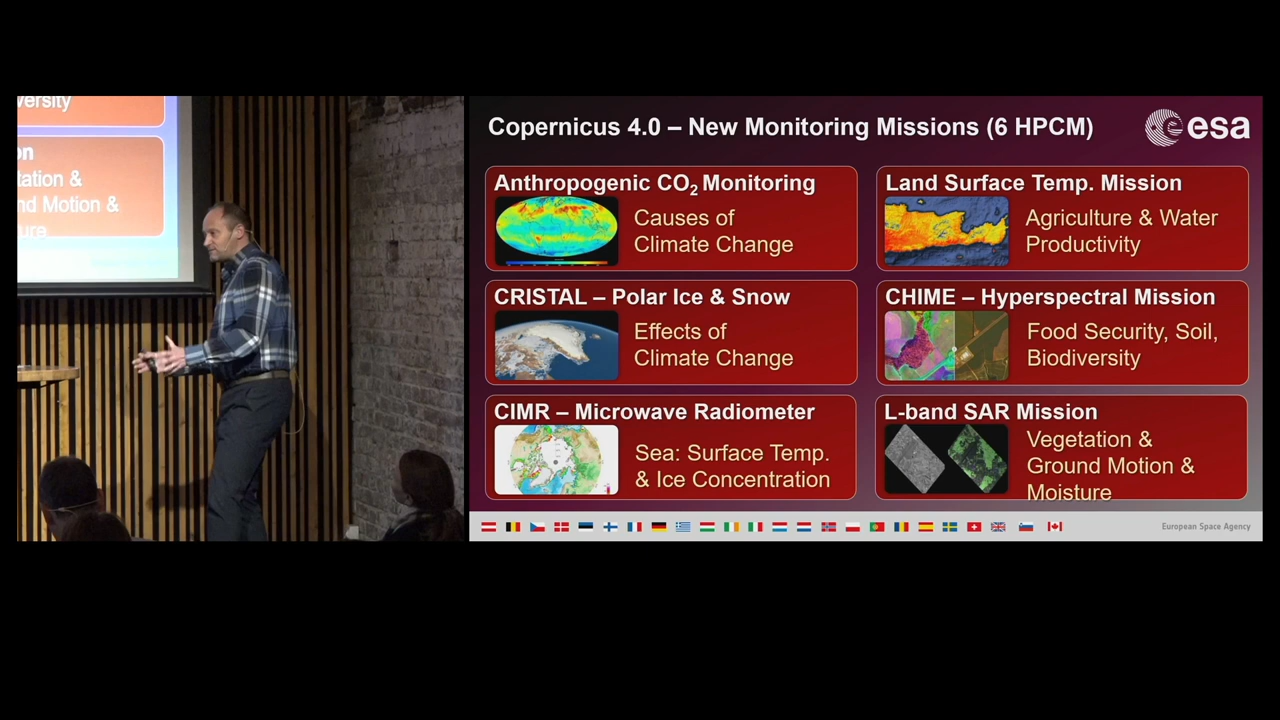 versity
on
tation &
nd Motion &
ure
Copernicus 4.0 – New Monitoring Missions (6 HPCM)
esa
Anthropogenic CO₂ Monitoring
Causes of
Climate Change
Land Surface Temp. Mission
Agriculture & Water
Productivity
CRISTAL – Polar Ice & Snow
Effects of
Climate Change
CHIME – Hyperspectral Mission
Food Security, Soil,
Biodiversity
CIMR – Microwave Radiometer
Sea: Surface Temp.
& Ice Concentration
L-band SAR Mission
Vegetation &
Ground Motion &
Moisture
European Space Agency